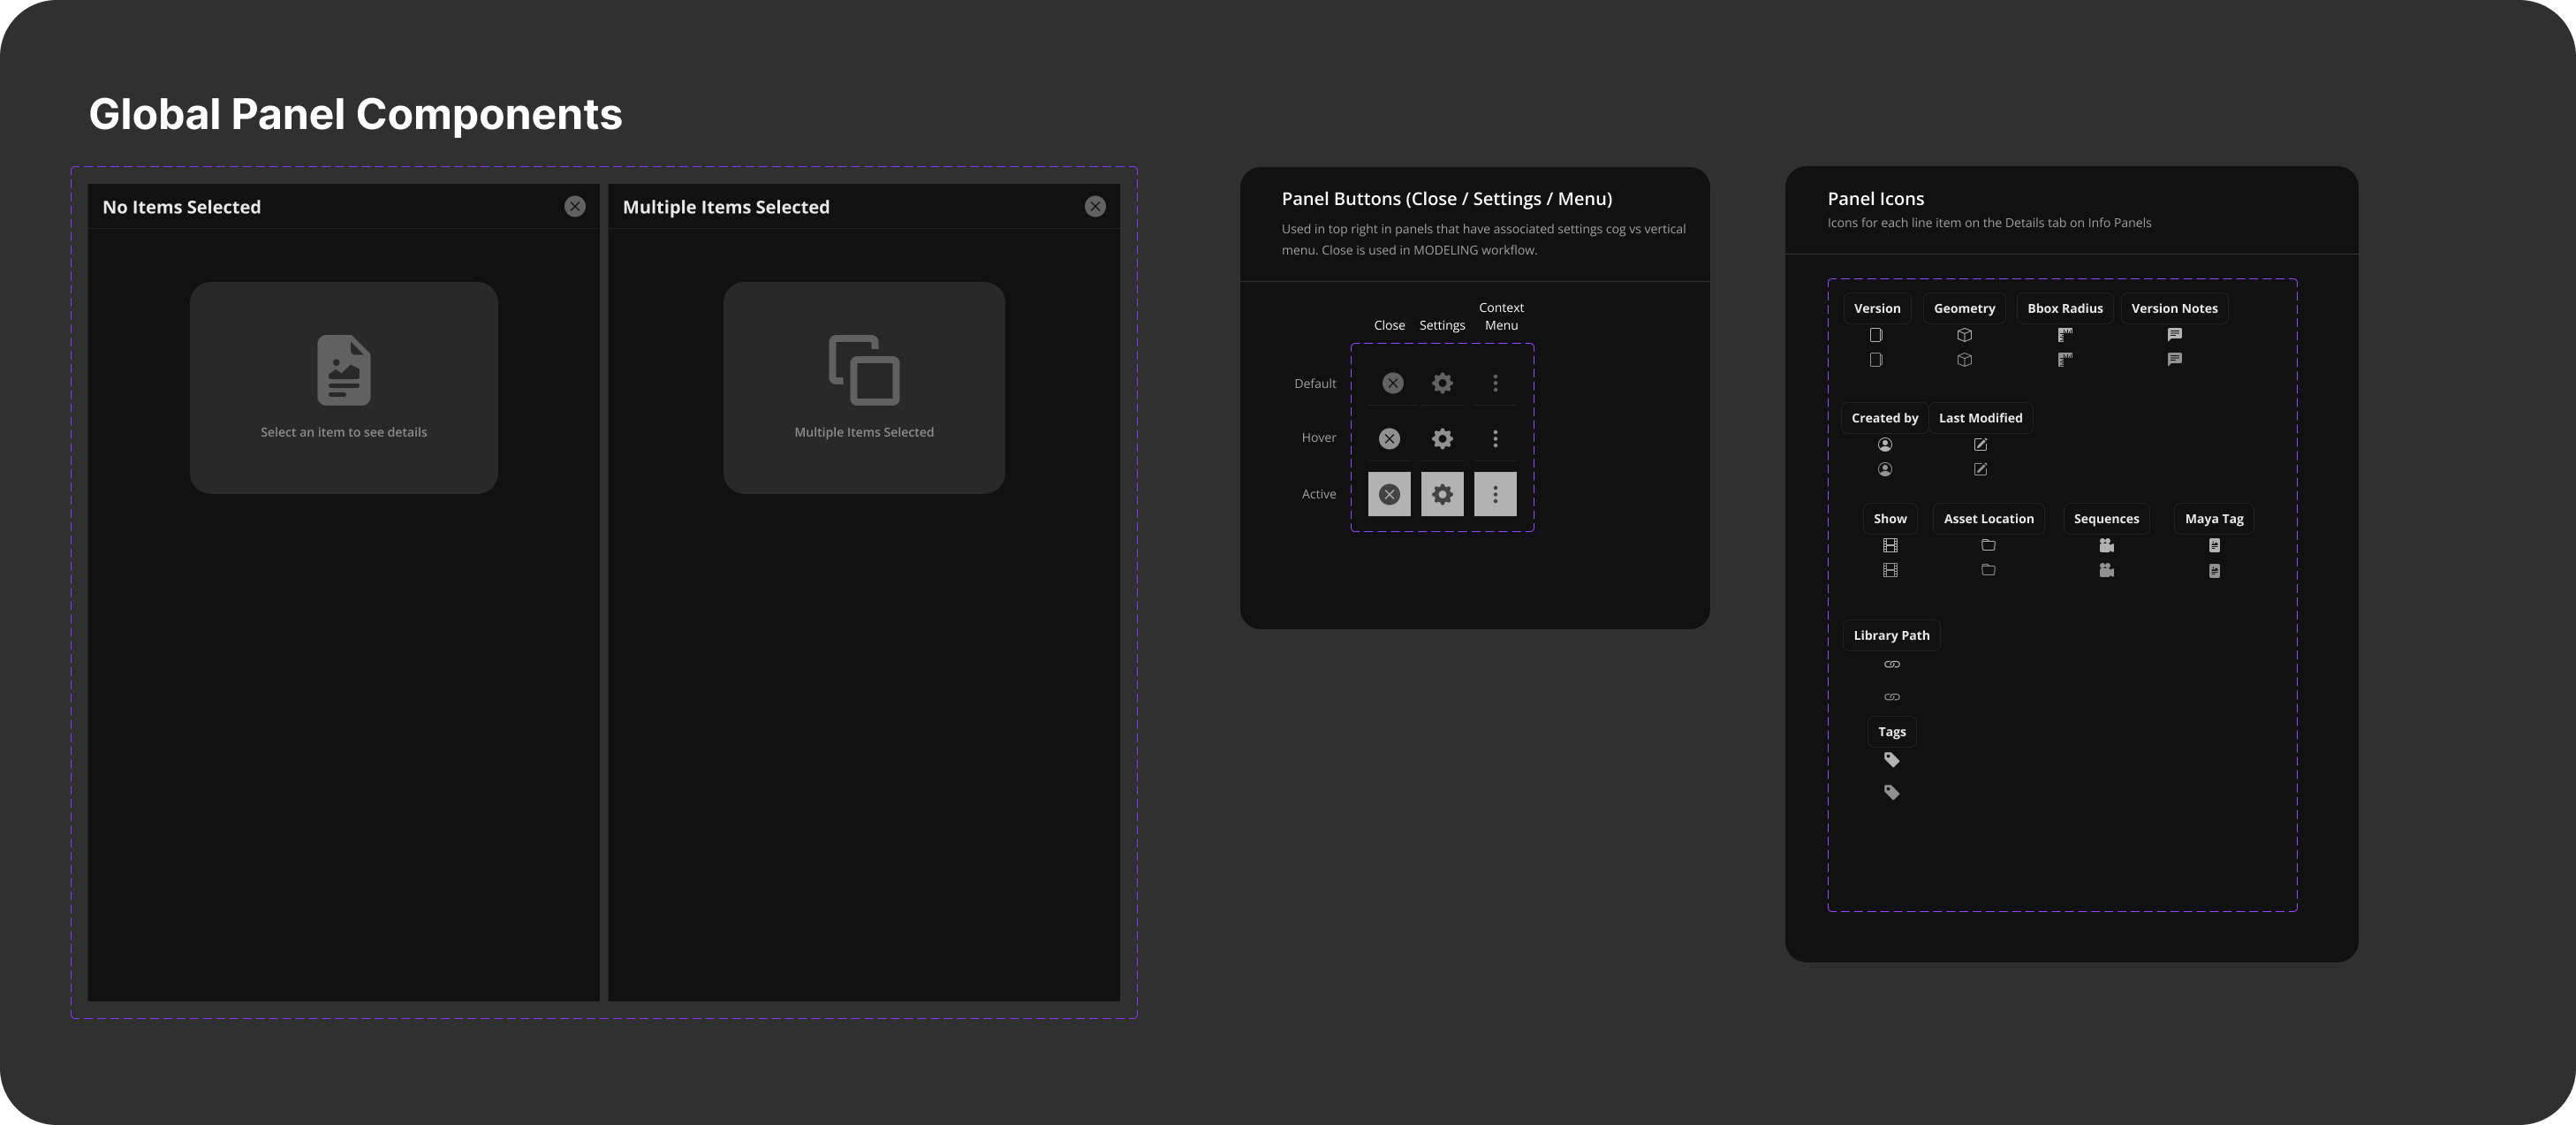 Global Panel Components
No Items Selected
Multiple Items Selected
Select an item to see details
Multiple Items Selected
Panel Buttons (Close / Settings / Menu)
Used in top right in panels that have associated settings cog vs vertical
menu. Close is used in MODELING workflow.
Close
Settings
Context
Menu
Default
Hover
Active
Panel Icons
Icons for each line item on the Details tab on Info Panels
Version
Geometry
Bbox Radius
Version Notes
Created by
Last Modified
Show
Asset Location
Sequences
Maya Tag
Library Path
Tags